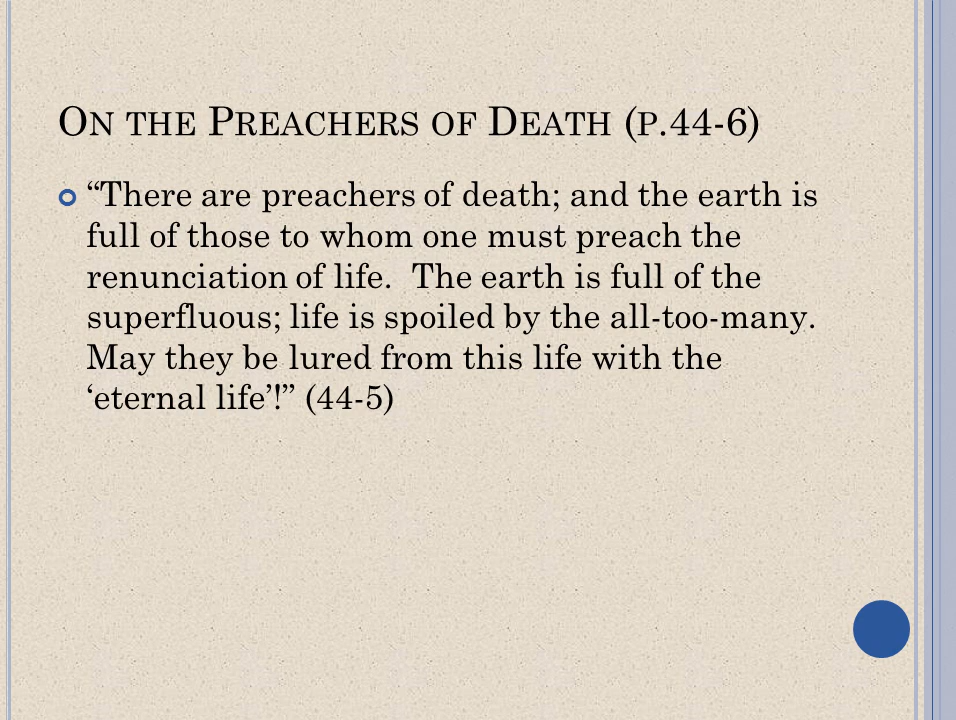 ON THE PREACHERS OF DEATH (P.44-6)
“There are preachers of death; and the earth is
full of those to whom one must preach the
renunciation of life.  The earth is full of the
superfluous; life is spoiled by the all-too-many.
May they be lured from this life with the
‘eternal life’!” (44-5)